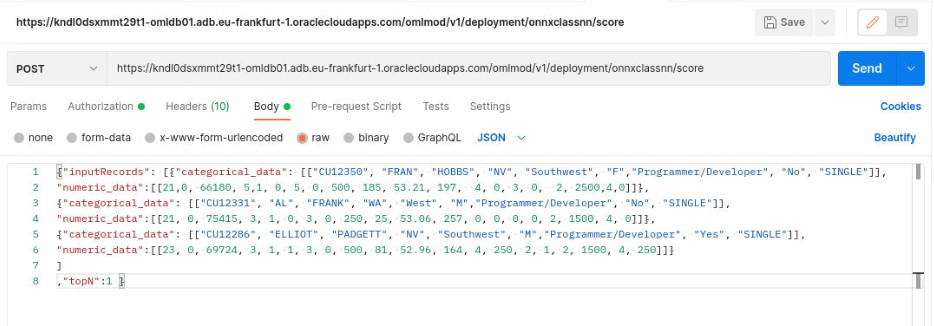 https://kndl0dsxmmt29t1-omldb01.adb.eu-frankfurt-1.oraclecloudapps.com/omlmod/v1/deployment/onnxclassnn/score
Save
POST
https://kndl0dsxmmt29t1-omldb01.adb.eu-frankfurt-1.oraclecloudapps.com/omlmod/v1/deployment/onnxclassnn/score
Send
Params Authorization Headers (10) Body Pre-request Script Tests Settings Cookies
none form-data x-www-form-urlencoded raw binary GraphQL JSON Beautify
1 {"inputRecords": [{"categorical_data": [["CU12350", "FRAN", "HOBBS", "NV", "Southwest", "F","Programmer/Developer", "No", "SINGLE"]],
2 "numeric_data":[[21,0, 66180, 5,1, 0, 5, 0, 500, 185, 53.21, 197, 4, 0, 3, 0, 2, 2500,4,0]]},
3 {"categorical_data": [["CU12331", "AL", "FRANK", "WA", "West", "M","Programmer/Developer", "No", "SINGLE"]],
4 "numeric_data":[[21, 0, 75415, 3, 1, 0, 3, 0, 250, 25, 53.06, 257, 0, 0, 0, 0, 2, 1500, 4, 0]]},
5 {"categorical_data": [["CU12286", "ELLIOT", "PADGETT", "NV", "Southwest", "M","Programmer/Developer", "Yes", "SINGLE"]],
6 "numeric_data":[[23, 0, 69724, 3, 1, 1, 3, 0, 500, 81, 52.96, 164, 4, 250, 2, 1, 2, 1500, 4, 250]]}
7 ]
8 ,"topN":1 }